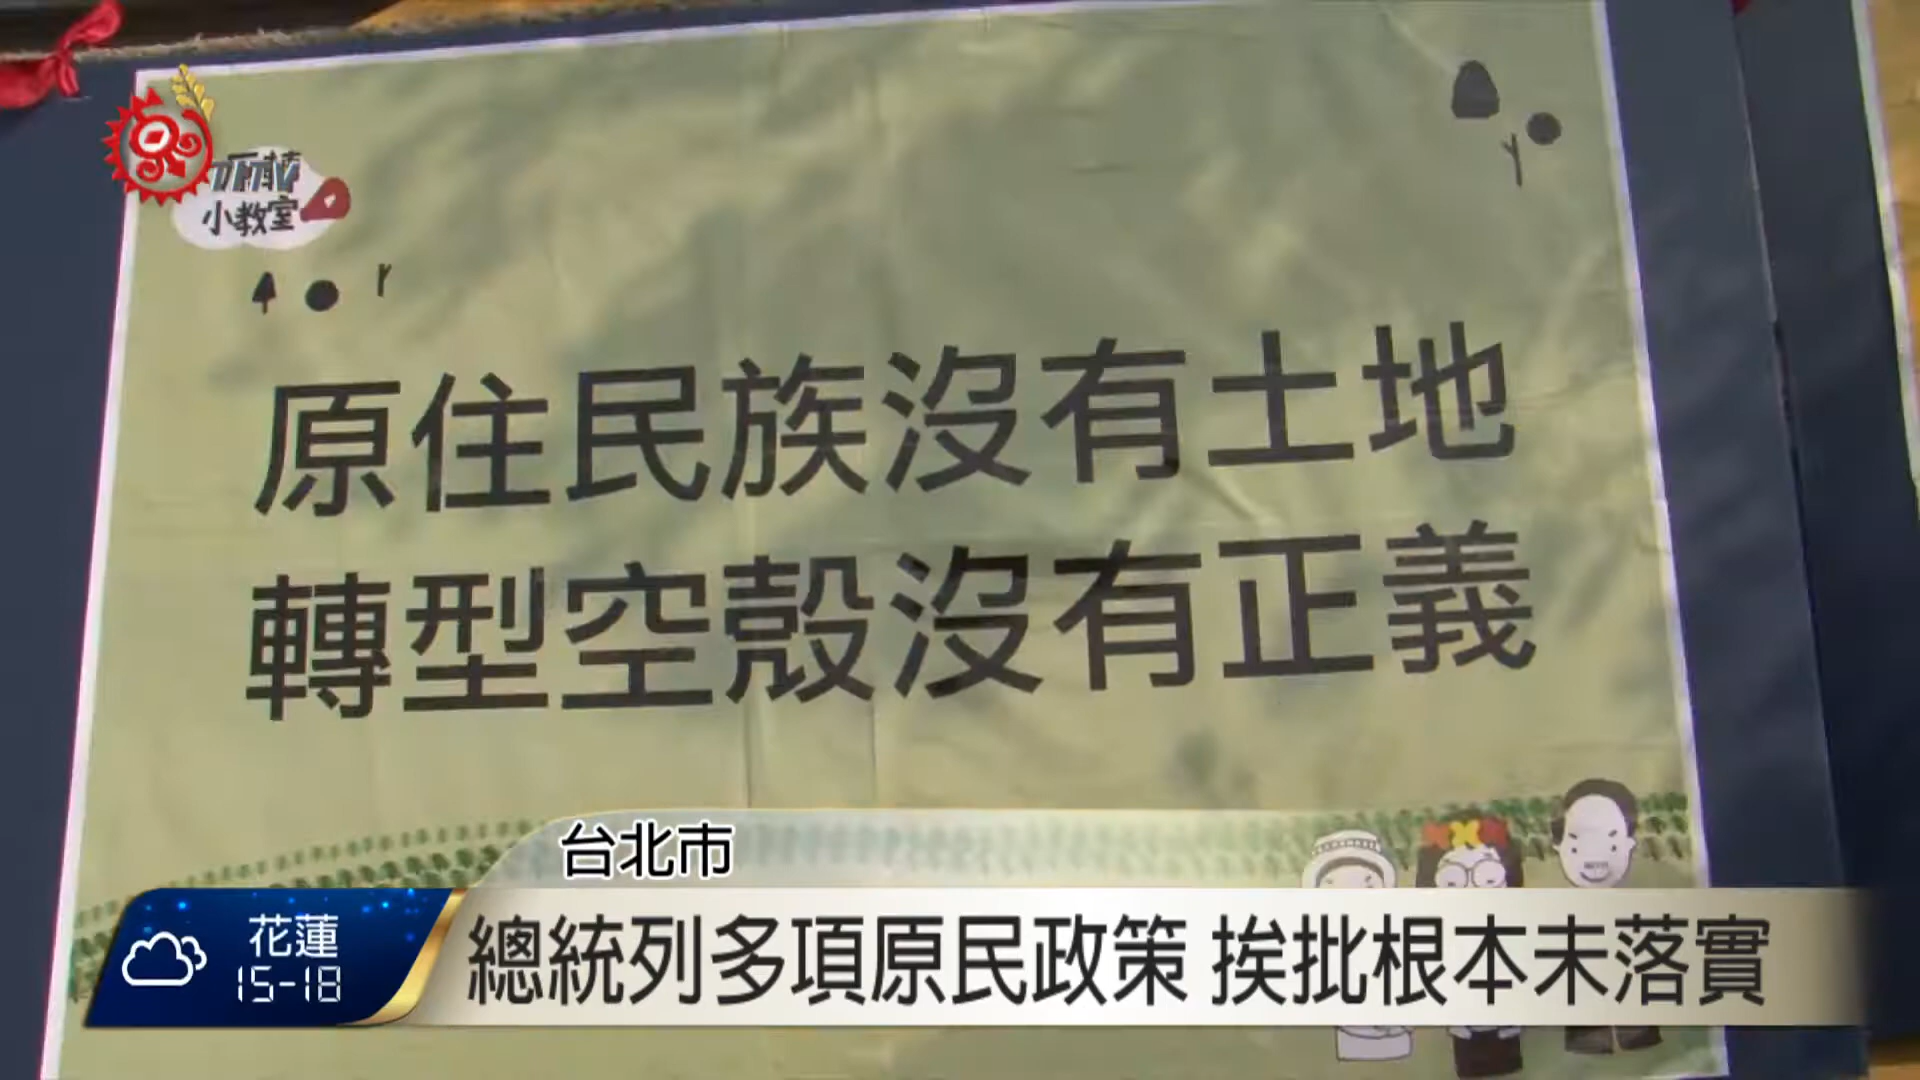 原轉
小教室
原住民族沒有土地
轉型空殼沒有正義
台北市
花蓮
15-18
總統列多項原民政策 挨批根本未落實